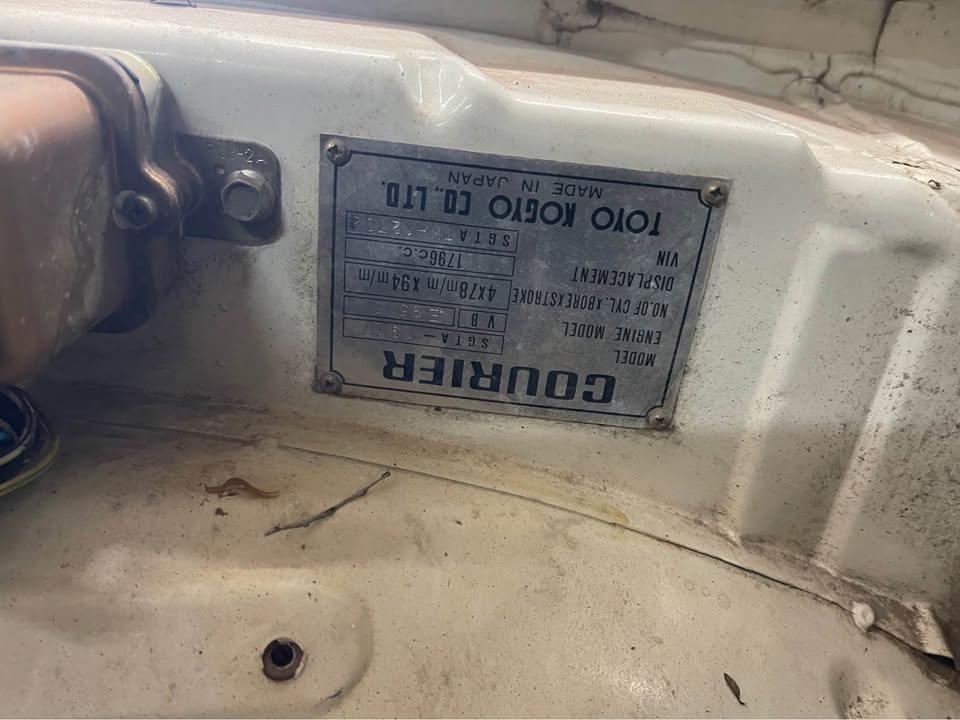 COURIER
MODEL SGTA-
ENGINE MODEL VB
NO.OF CYL.XBOREXSTROKE 4X78m/m X94m/m
DISPLACEMENT 1796c.c.
VIN
TOYO KOGYO CO., LTD.
MADE IN JAPAN